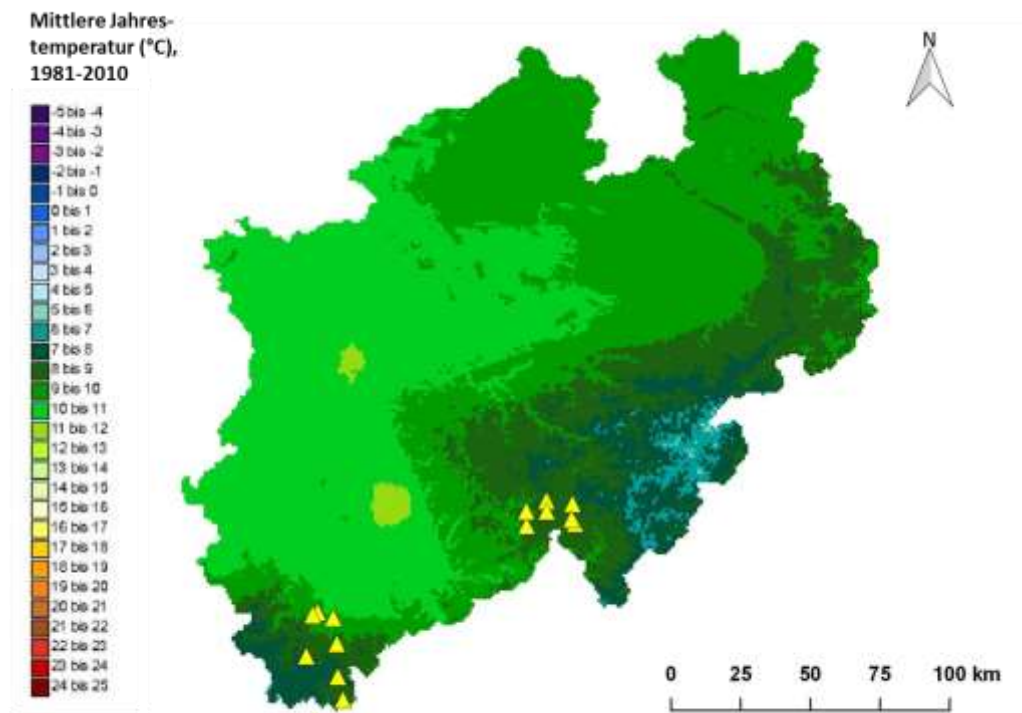 Mittlere Jahres-
temperatur (°C),
1981-2010
N
-5 bis -4
-4 bis -3
-3 bis -2
-2 bis -1
-1 bis 0
0 bis 1
1 bis 2
2 bis 3
3 bis 4
4 bis 5
5 bis 6
6 bis 7
7 bis 8
8 bis 9
9 bis 10
10 bis 11
11 bis 12
12 bis 13
13 bis 14
14 bis 15
15 bis 16
16 bis 17
17 bis 18
18 bis 19
19 bis 20
20 bis 21
21 bis 22
22 bis 23
23 bis 24
24 bis 25
0 25 50 75 100 km